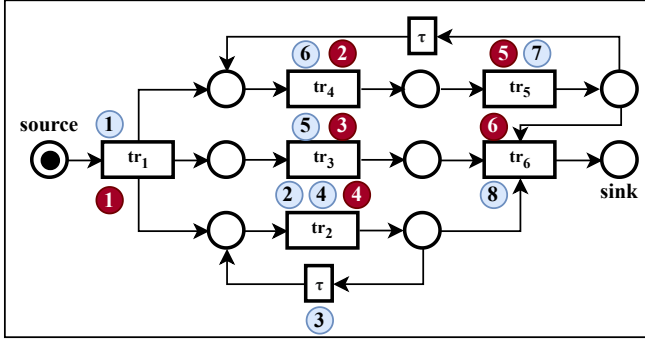 τ
6 2 5 7
tr4 tr5
source 1 5 3 6
tr1 tr3 tr6
1 2 4 4 8 sink
tr2
τ
3